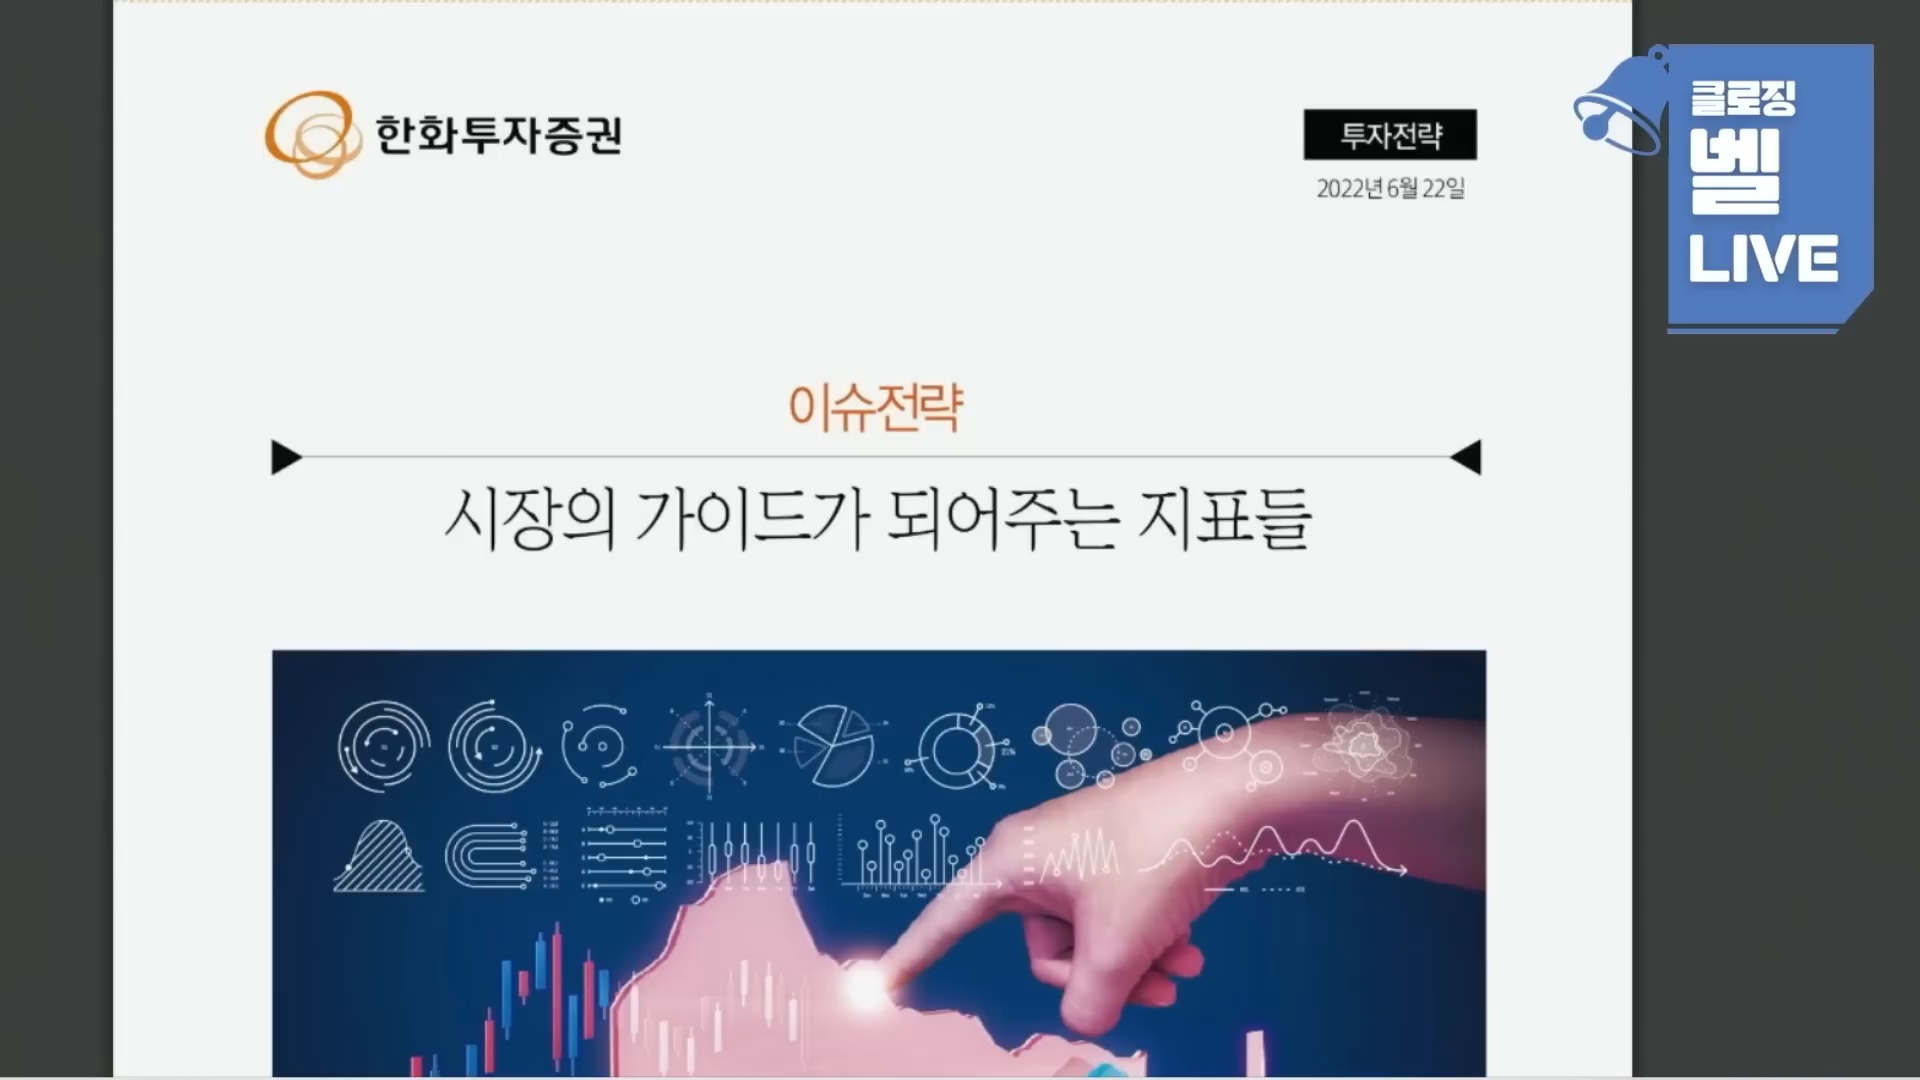 한화투자증권
투자전략
2022년 6월 22일
클로징
벨
LIVE
이슈전략
시장의 가이드가 되어주는 지표들